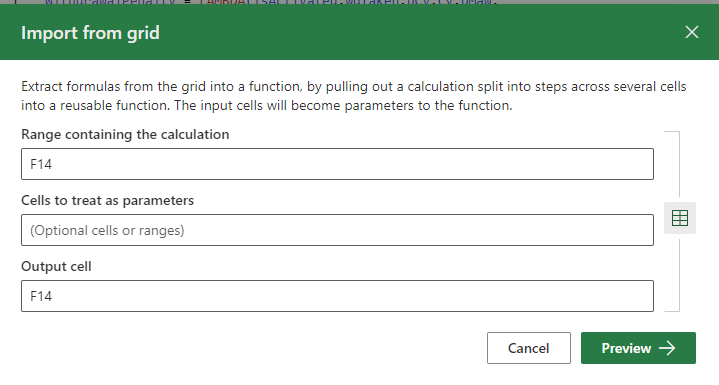 Import from grid
Extract formulas from the grid into a function, by pulling out a calculation split into steps across several cells
into a reusable function. The input cells will become parameters to the function.
Range containing the calculation
F14
Cells to treat as parameters
(Optional cells or ranges)
Output cell
F14
Cancel
Preview